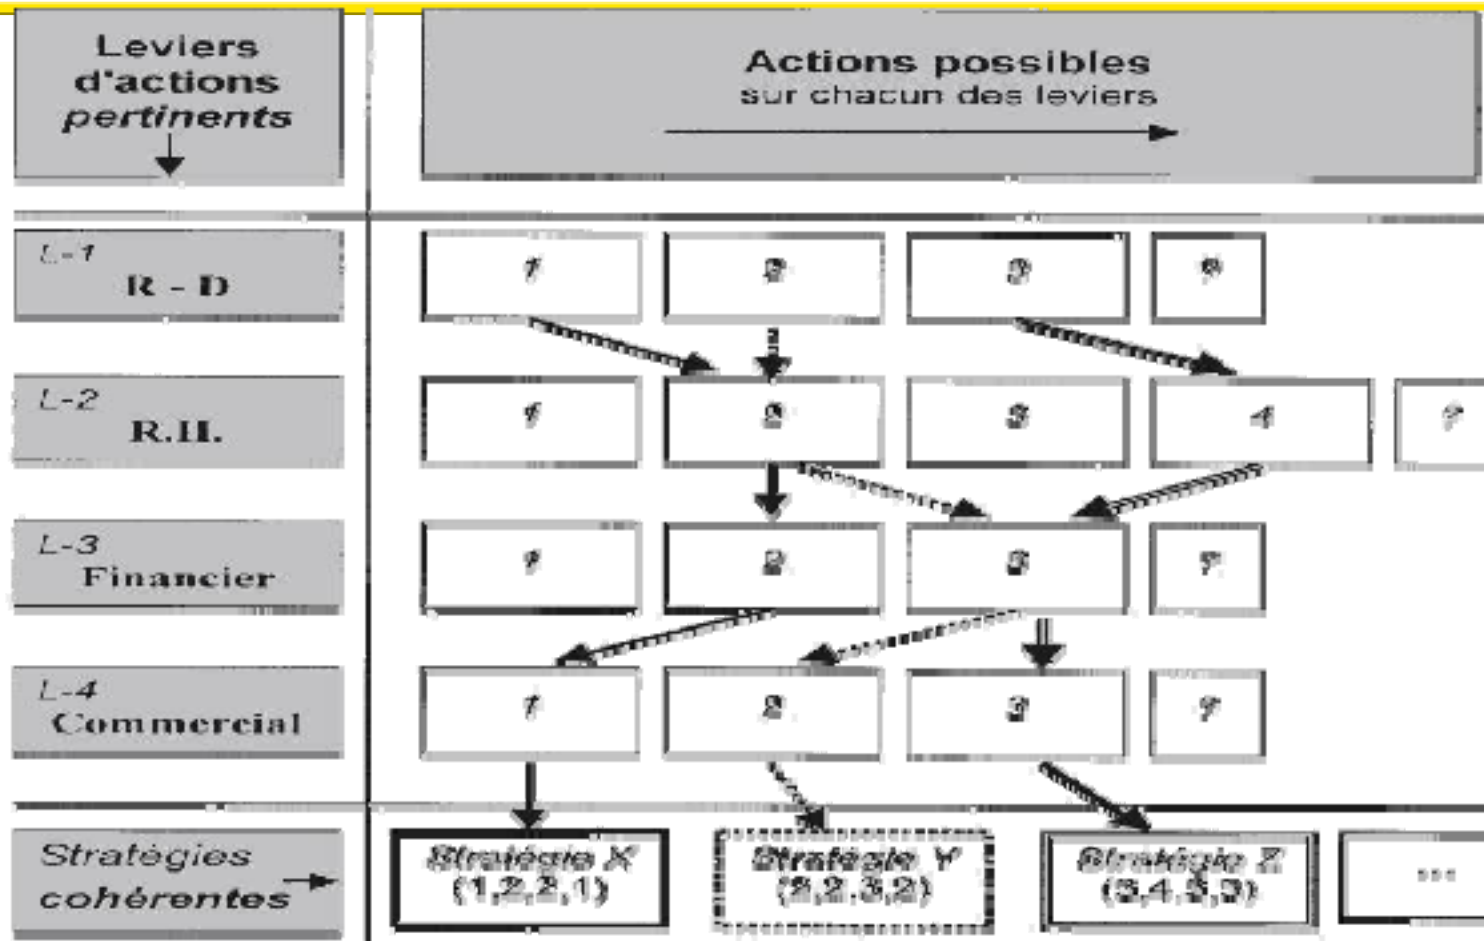 Leviers
d'actions
pertinents
Actions possibles
sur chacun des leviers
L-1
R - D
1
2
3
?
L-2
R.H.
1
2
3
4
?
L-3
Financier
1
2
3
?
L-4
Commercial
1
2
3
?
Stratégies
cohérentes
Stratégie X
(1,2,2,1)
Stratégie Y
(2,2,3,2)
Stratégie Z
(3,4,3,3)
...